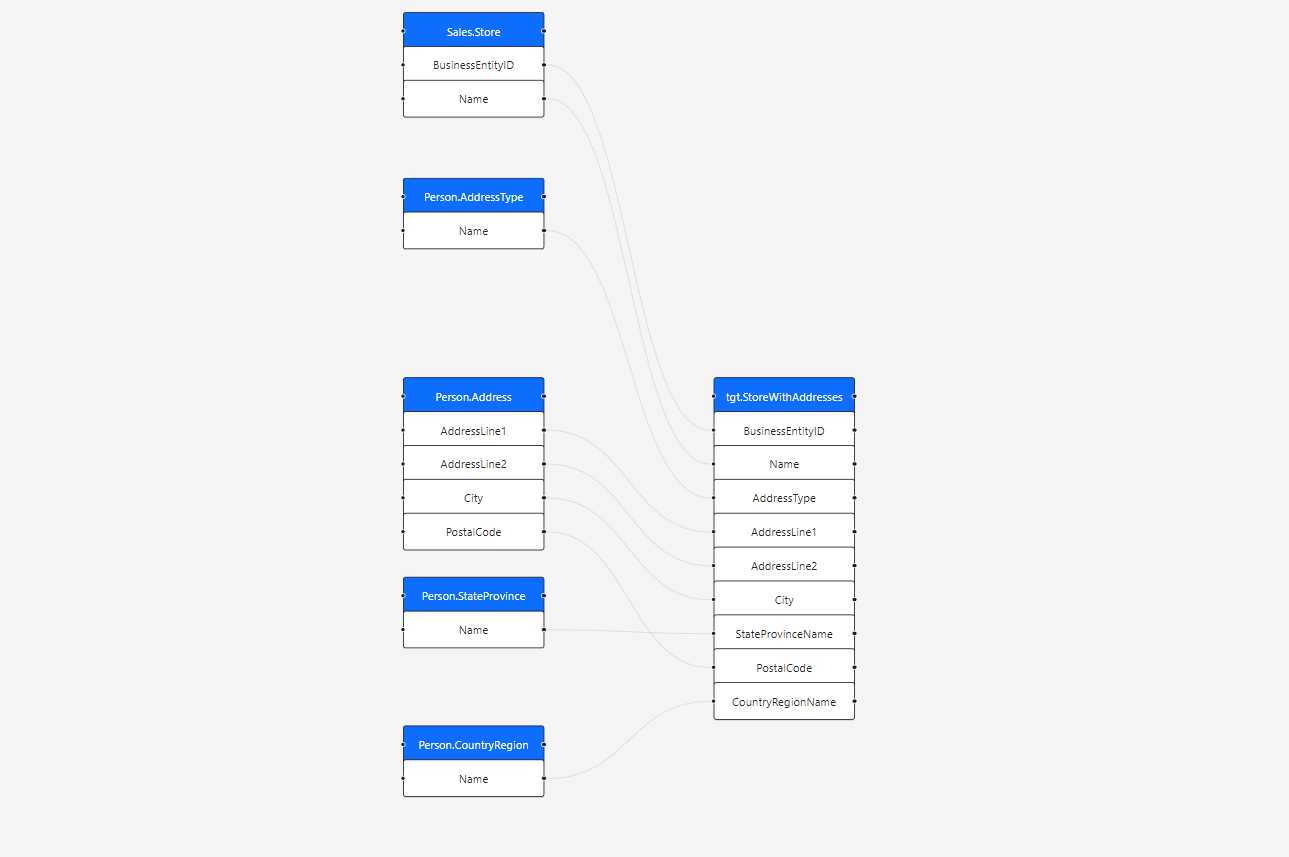 Sales.Store
BusinessEntityID
Name
Person.AddressType
Name
Person.Address
AddressLine1
AddressLine2
City
PostalCode
Person.StateProvince
Name
Person.CountryRegion
Name
tgt.StoreWithAddresses
BusinessEntityID
Name
AddressType
AddressLine1
AddressLine2
City
StateProvinceName
PostalCode
CountryRegionName